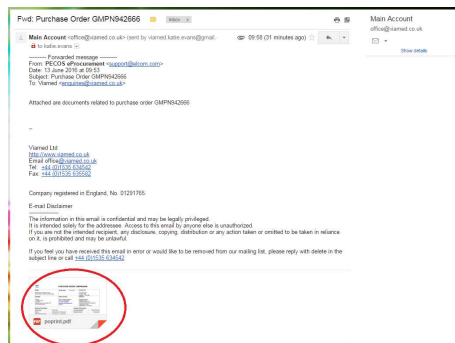 Fwd: Purchase Order GMPN942666
Inbox x
Main Account <office@viamed.co.uk> (sent by viamed.katie.evans@gmail.
09:58 (31 minutes ago)
to katie.evans
---------- Forwarded message ----------
From: PECOS eProcurement <support@elcom.com>
Date: 13 June 2016 at 09:53
Subject: Purchase Order GMPN942666
To: Viamed <enquiries@viamed.co.uk>
Attached are documents related to purchase order GMPN942666
--
Viamed Ltd
http://www.viamed.co.uk
Email office@viamed.co.uk
Tel: +44 (0)1535 634542
Fax: +44 (0)1535 635582
Company registered in England, No. 01291765
E-mail Disclaimer
The information in this email is confidential and may be legally privileged.
It is intended solely for the addressee. Access to this email by anyone else is unauthorized.
If you are not the intended recipient, any disclosure, copying, distribution or any action taken or omitted to be taken in reliance
on it, is prohibited and may be unlawful.
If you feel you have received this email in error or would like to be removed from our mailing list, please reply with delete in the
subject line or call +44 (0)1535 634542
poprint.pdf
Main Account
office@viamed.co.uk
Show details